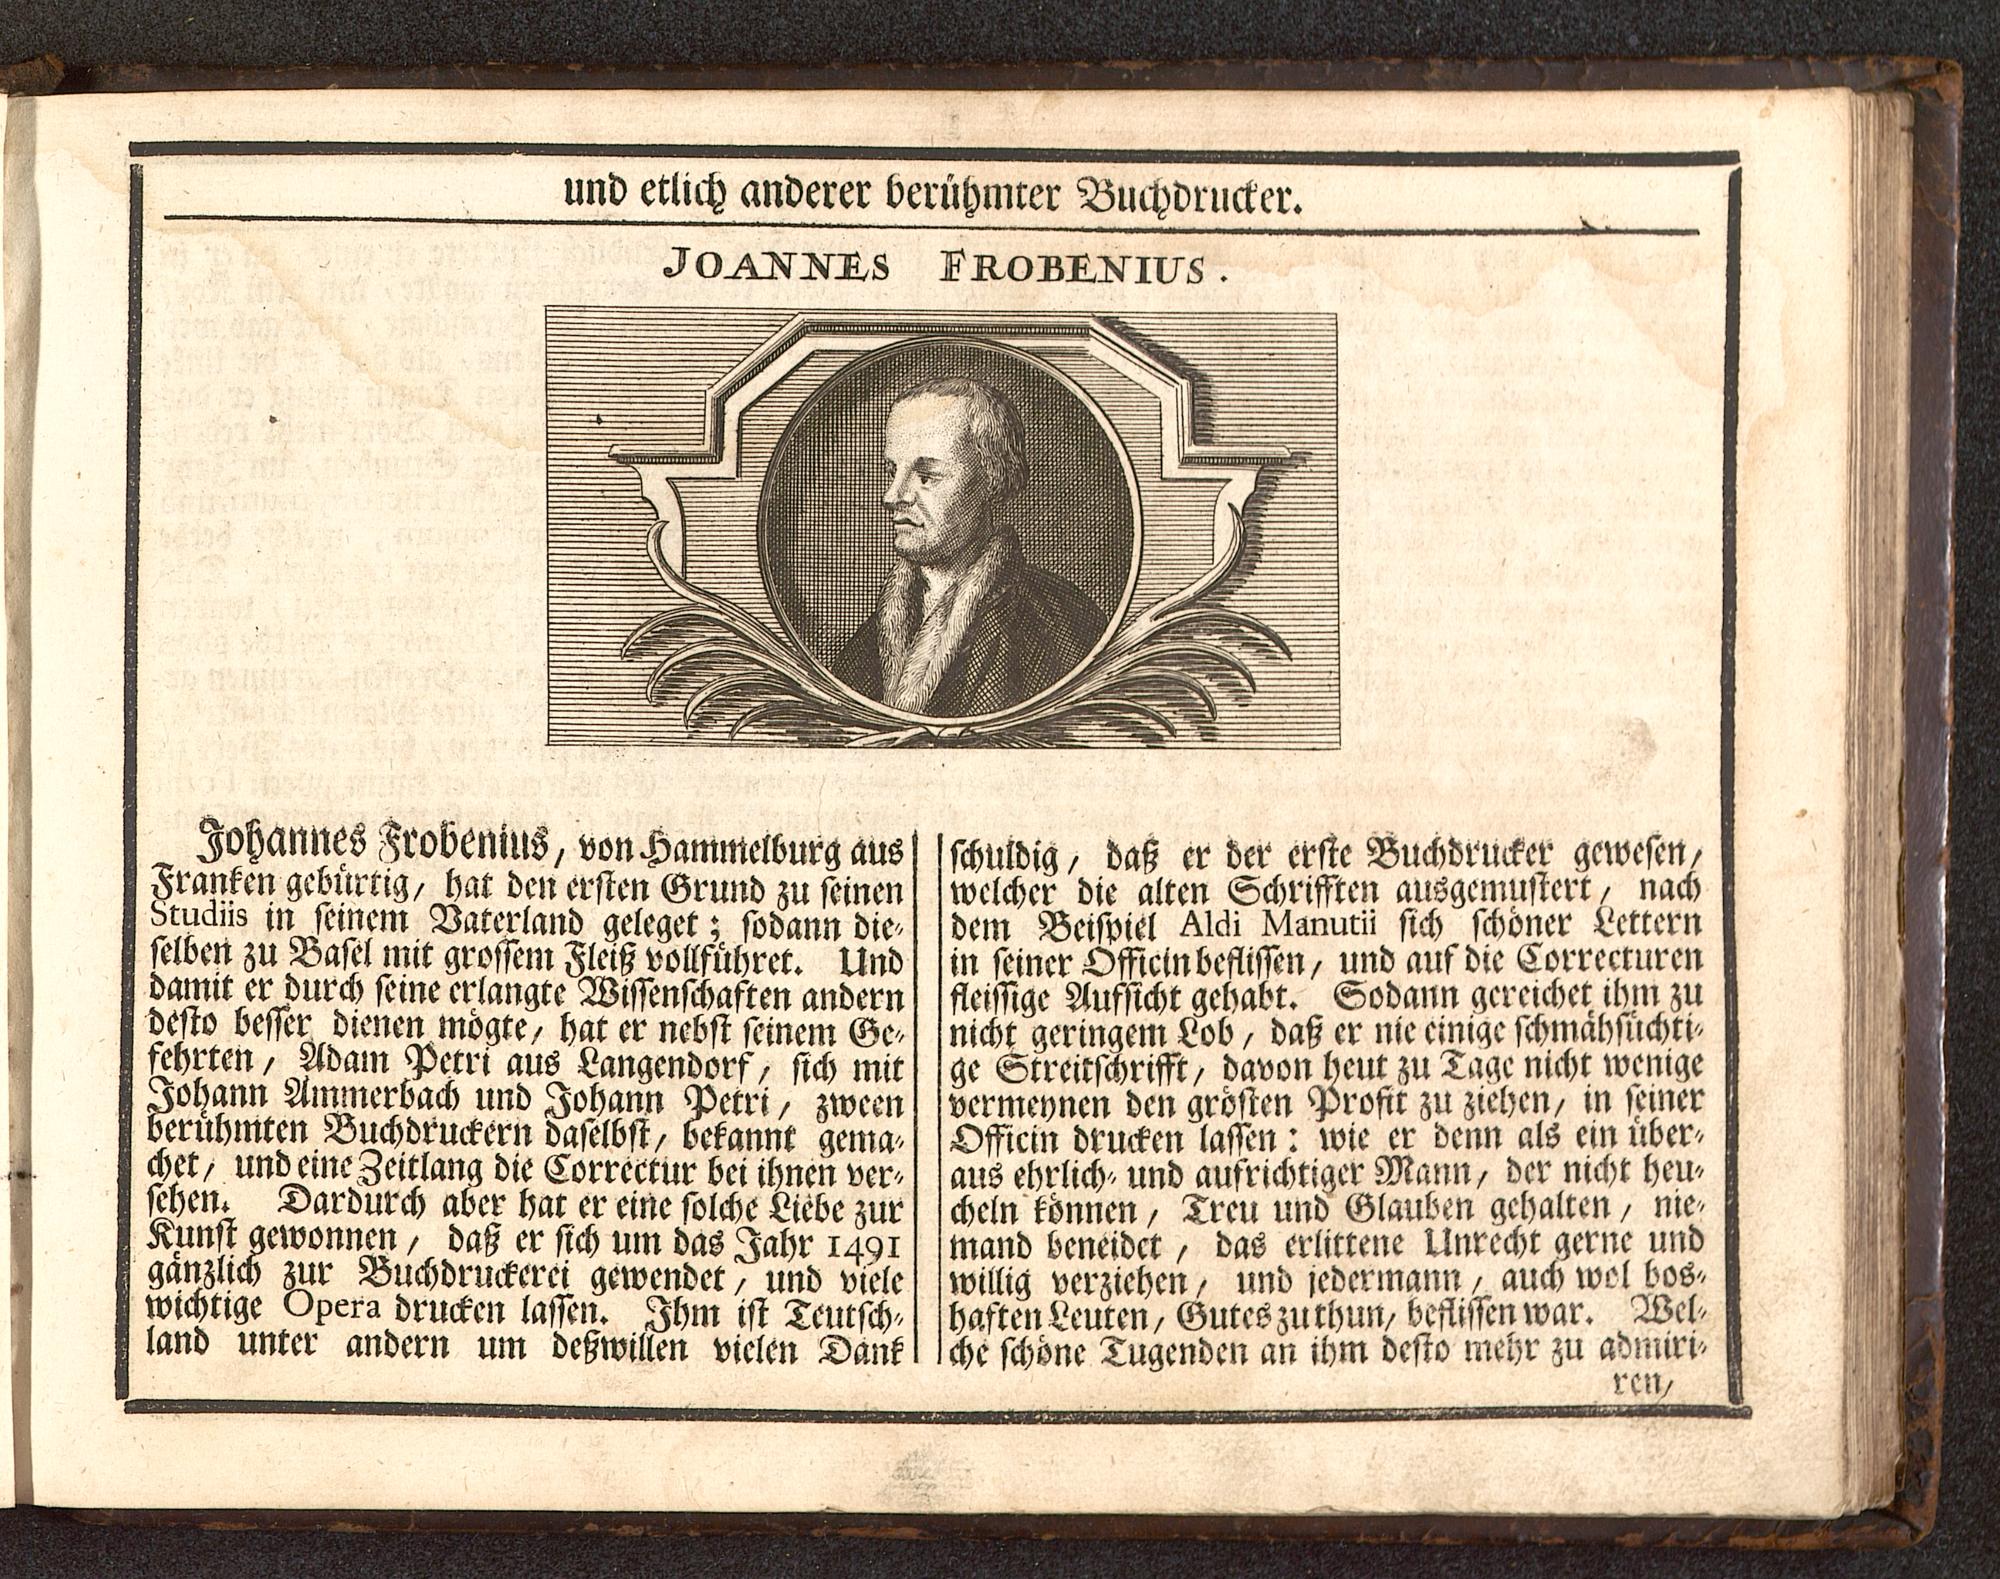 und etlich anderer berühmter Buchdrucker.
JOANNES FROBENIUS.
Johannes Frobenius, von Hammelburg aus
Franken gebürtig/ hat den ersten Grund zu seinen
Studiis in seinem Vaterland geleget; sodann die-
selben zu Basel mit grossem Fleiß vollführet. Und
damit er durch seine erlangte Wissenschaften andern
desto besser dienen mögte/ hat er nebst seinem Ge-
fehrten/ Adam Petri aus Langendorf/ sich mit
Johann Ammerbach und Johann Petri/ zween
berühmten Buchdruckern daselbst/ bekannt gema-
chet/ und eine Zeitlang die Correctur bei ihnen ver-
sehen. Dardurch aber hat er eine solche Liebe zur
Kunst gewonnen/ daß er sich um das Jahr 1491
gänzlich zur Buchdruckerei gewendet/ und viele
wichtige Opera drucken lassen. Ihm ist Teutsch-
land unter andern um deßwillen vielen Dank
schuldig/ daß er der erste Buchdrucker gewesen/
welcher die alten Schrifften ausgemustert/ nach
dem Beispiel Aldi Manutii sich schöner Lettern
in seiner Officin beflissen/ und auf die Correcturen
fleissige Aufsicht gehabt. Sodann gereichet ihm zu
nicht geringem Lob/ daß er nie einige schmähsüchti-
ge Streitschrifft/ davon heut zu Tage nicht wenige
vermeynen den grösten Profit zu ziehen/ in seiner
Officin drucken lassen: wie er denn als ein über-
aus ehrlich- und aufrichtiger Mann/ der nicht heu-
cheln können/ Treu und Glauben gehalten/ nie-
mand beneidet/ das erlittene Unrecht gerne und
willig verziehen/ und jedermann/ auch wol bos-
haften Leuten/ Gutes zu thun/ beflissen war. Wel-
che schöne Tugenden an ihm desto mehr zu admiri-
ren/